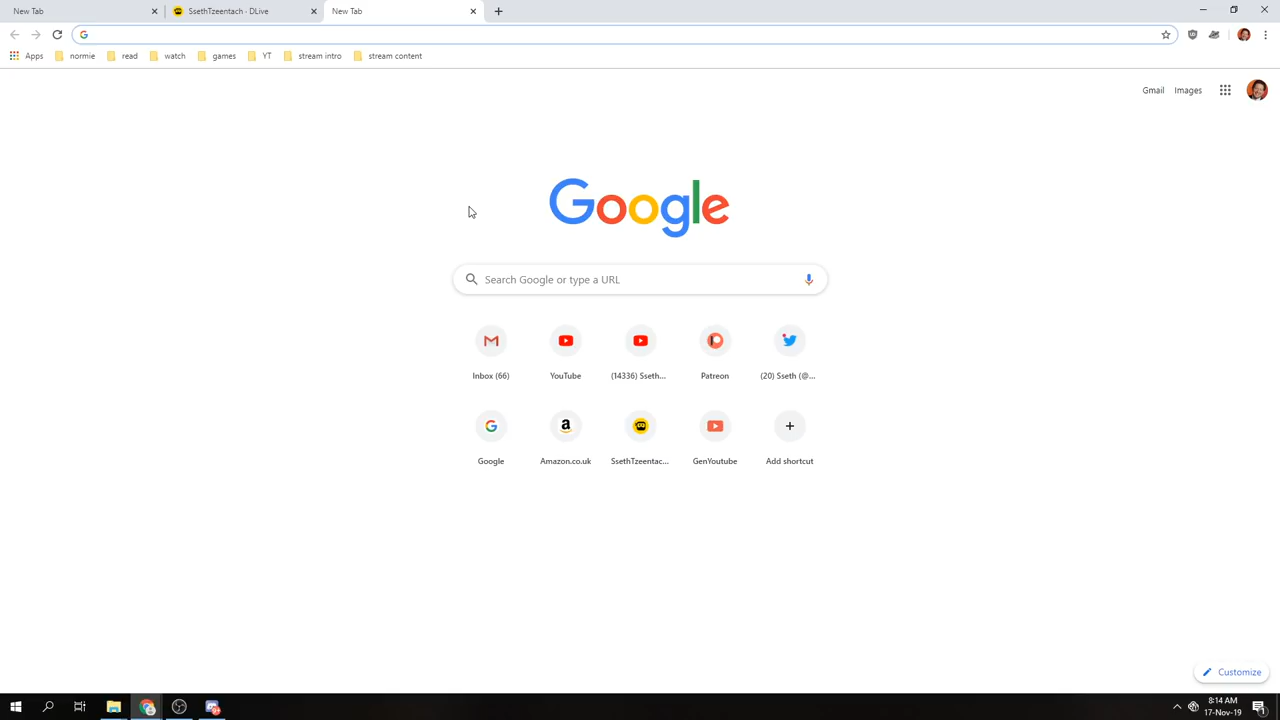 New Tab
SsethTzeentach - DLive
New Tab
Apps normie read watch games YT stream intro stream content
Gmail Images
Google
Search Google or type a URL
Inbox (66) YouTube (14336) Sseth... Patreon (20) Sseth (@...
Google Amazon.co.uk SsethTzeentac... GenYoutube Add shortcut
Customize
8:14 AM
17-Nov-19